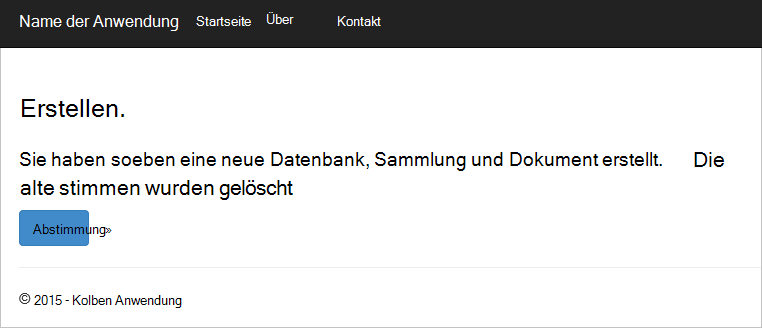 Name der Anwendung Startseite Über Kontakt
Erstellen.
Sie haben soeben eine neue Datenbank, Sammlung und Dokument erstellt. Die
alte stimmen wurden gelöscht
Abstimmung»
© 2015 - Kolben Anwendung